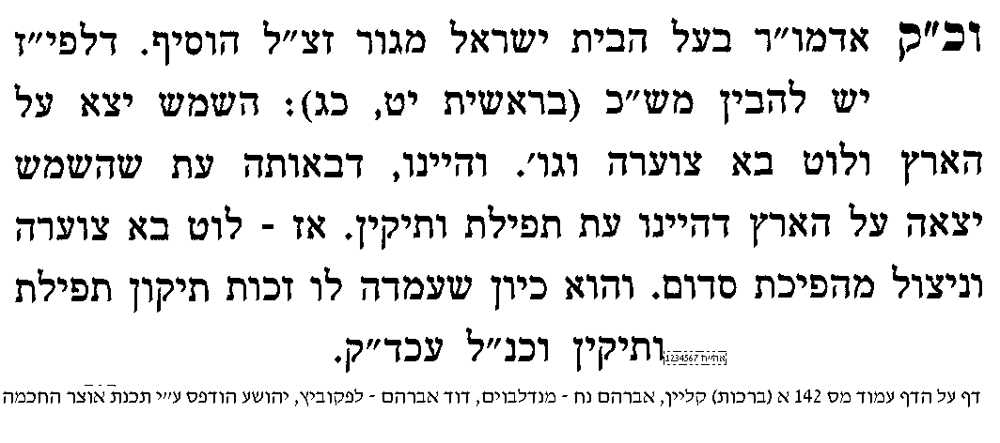 וכ״ק אדמו״ר בעל הבית ישראל מגור זצ״ל הוסיף. דלפי״ז
יש להבין מש״כ (בראשית יט, כג): השמש יצא על
הארץ ולוט בא צוערה וגו׳. והיינו, דבאותה עת שהשמש
יצאה על הארץ דהיינו עת תפילת ותיקין. אז - לוט בא צוערה
וניצול מהפיכת סדום. והוא כיון שעמדה לו זכות תיקון תפילת
ותיקין וכנ״ל עכד״ק.
אח״ח 1234567
דף על הדף עמוד מס 142 א (ברכות) קליין, אברהם נח - מנדלבוים, דוד אברהם - לפקוביץ, יהושע הודפס ע״י תכנת אוצר החכמה